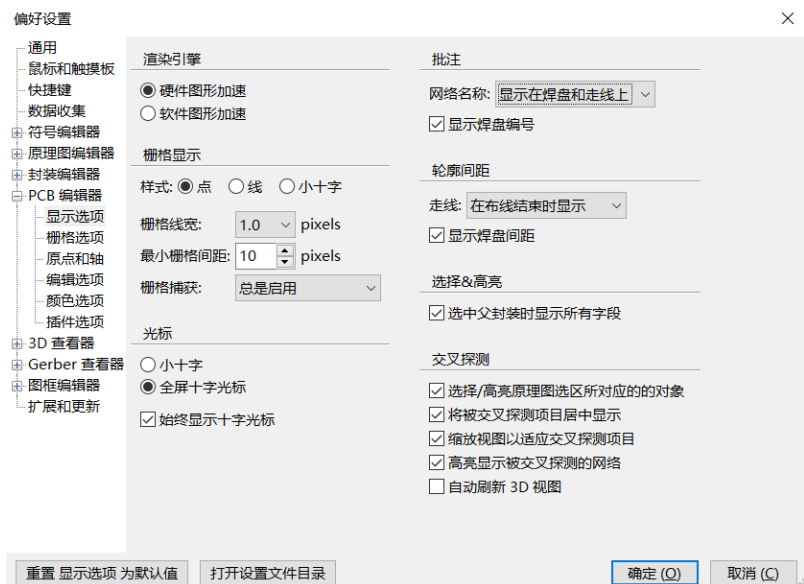 偏好设置
通用
鼠标和触摸板
快捷键
数据收集
符号编辑器
原理图编辑器
封装编辑器
PCB 编辑器
显示选项
栅格选项
原点和轴
编辑选项
颜色选项
插件选项
3D 查看器
Gerber 查看器
图框编辑器
扩展和更新
渲染引擎
硬件图形加速
软件图形加速
栅格显示
样式: 点 线 小十字
栅格线宽: 1.0 pixels
最小栅格间距: 10 pixels
栅格捕获: 总是启用
光标
小十字
全屏十字光标
始终显示十字光标
批注
网络名称: 显示在焊盘和走线上
显示焊盘编号
轮廓间距
走线: 在布线结束时显示
显示焊盘间距
选择&高亮
选中父封装时显示所有字段
交叉探测
选择/高亮原理图选区所对应的的对象
将被交叉探测项目居中显示
缩放视图以适应交叉探测项目
高亮显示被交叉探测的网络
自动刷新 3D 视图
重置 显示选项 为默认值 打开设置文件目录 确定 (O) 取消 (C)